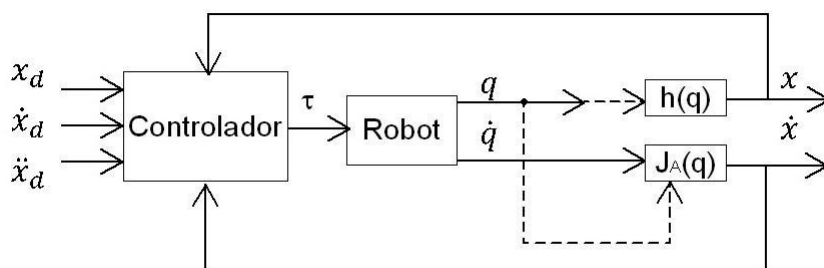 x_d
ẋ_d
ẍ_d
Controlador
τ
Robot
q
q̇
h(q)
J_A(q)
x
ẋ